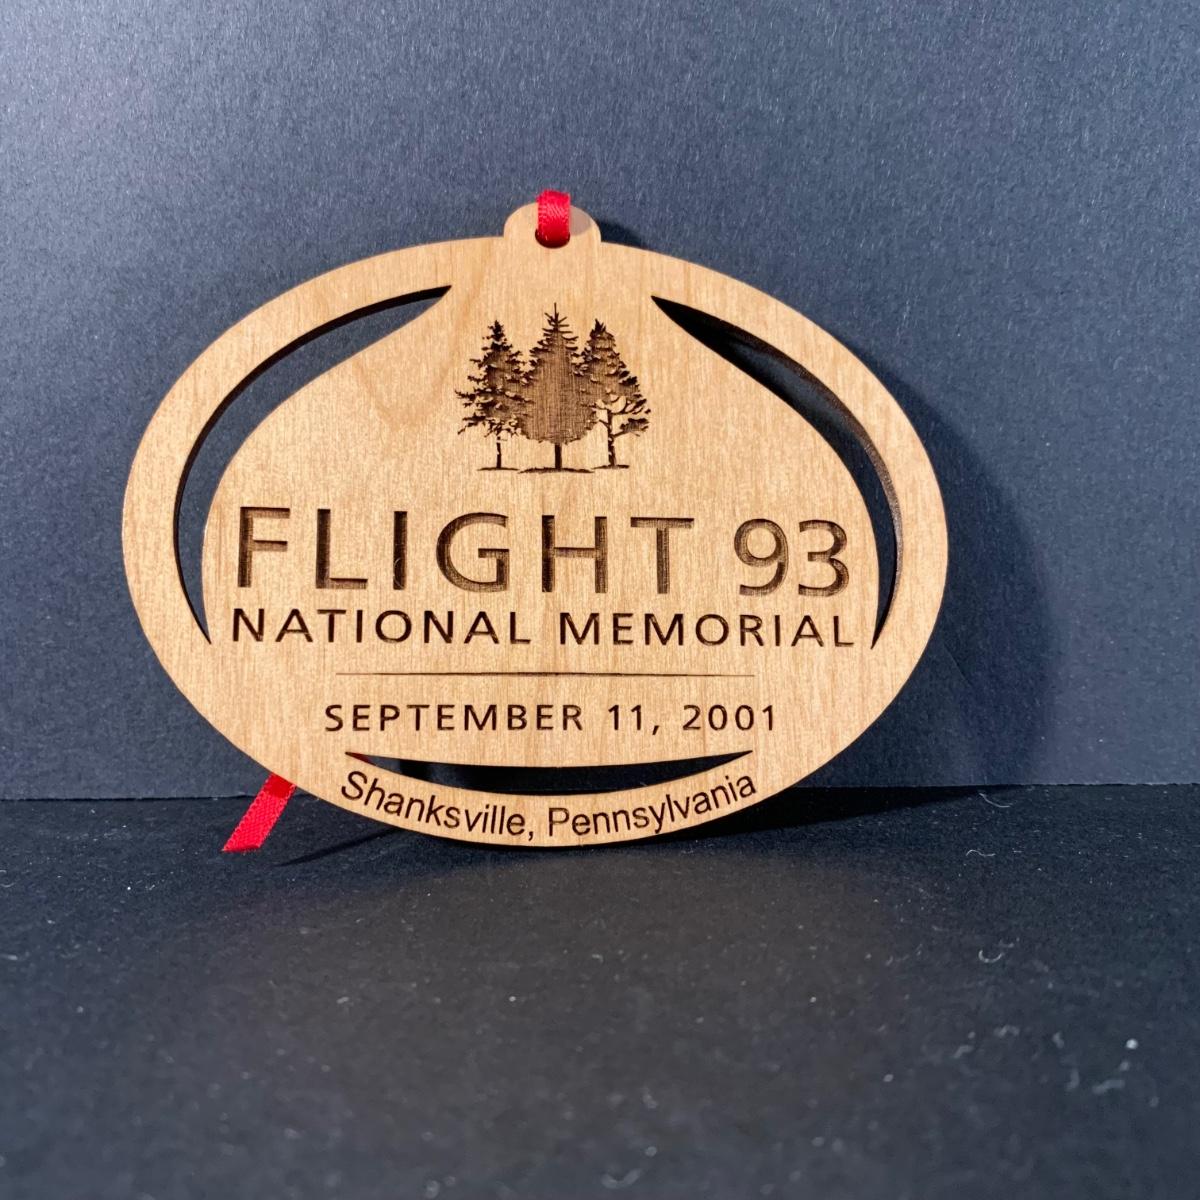 FLIGHT 93
NATIONAL MEMORIAL
SEPTEMBER 11, 2001
Shanksville, Pennsylvania